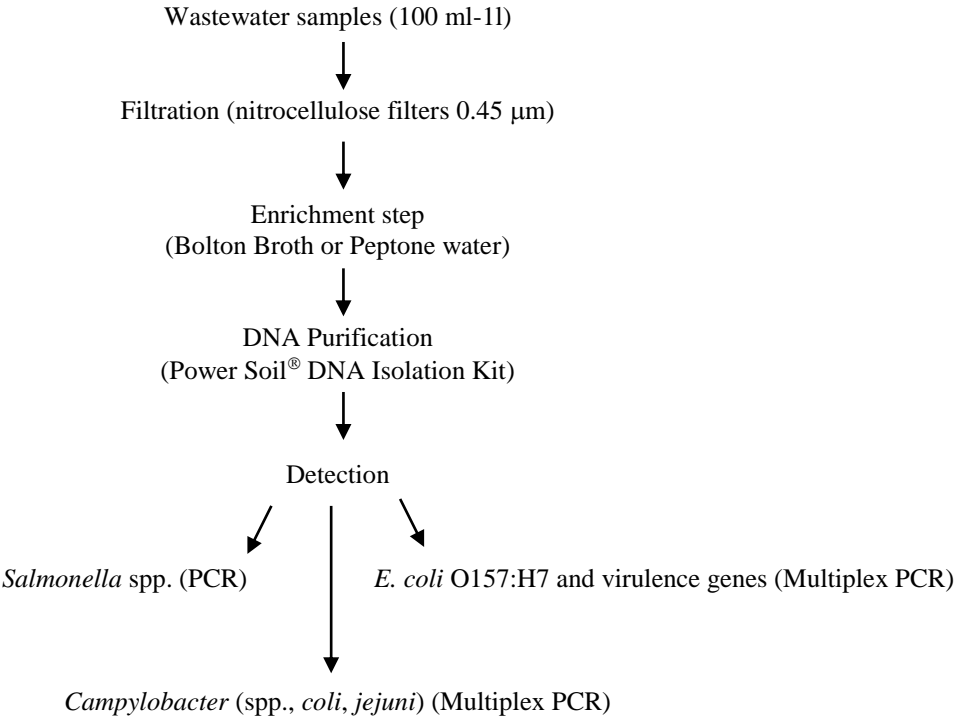 Wastewater samples (100 ml-1l)
Filtration (nitrocellulose filters 0.45 μm)
Enrichment step
(Bolton Broth or Peptone water)
DNA Purification
(Power Soil® DNA Isolation Kit)
Detection
Salmonella spp. (PCR)
E. coli O157:H7 and virulence genes (Multiplex PCR)
Campylobacter (spp., coli, jejuni) (Multiplex PCR)